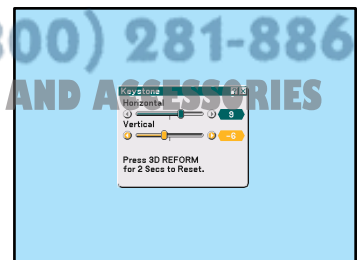 00) 281-886
AND ACCESSORIES
Keystone
Horizontal
9
Vertical
-6
Press 3D REFORM
for 2 Secs to Reset.